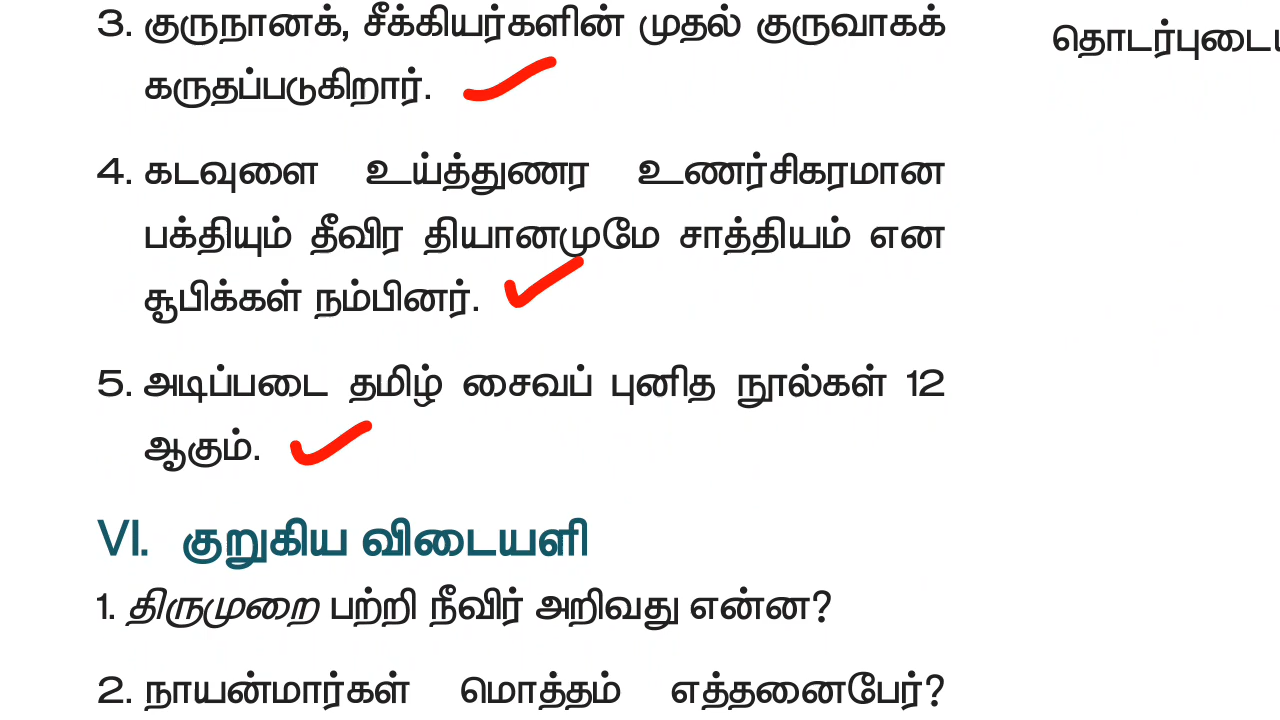 3. குருநானக், சீக்கியர்களின் முதல் குருவாகக்
கருதப்படுகிறார்.
4. கடவுளை உய்த்துணர உணர்சிகரமான
பக்தியும் தீவிர தியானமுமே சாத்தியம் என
சூபிக்கள் நம்பினர்.
5. அடிப்படை தமிழ் சைவப் புனித நூல்கள் 12
ஆகும்.
VI. குறுகிய விடையளி
1. திருமுறை பற்றி நீவிர் அறிவது என்ன?
2. நாயன்மார்கள் மொத்தம் எத்தனைபேர்?